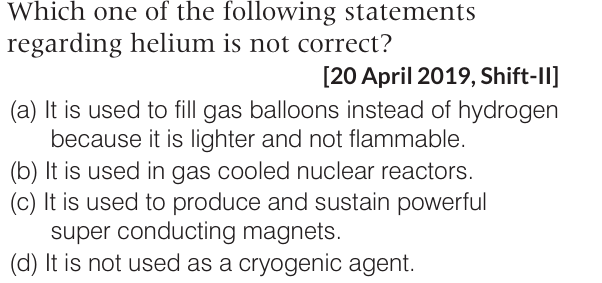 Which one of the following statements
regarding helium is not correct?
[20 April 2019, Shift-II]
(a) It is used to fill gas balloons instead of hydrogen
because it is lighter and not flammable.
(b) It is used in gas cooled nuclear reactors.
(c) It is used to produce and sustain powerful
super conducting magnets.
(d) It is not used as a cryogenic agent.